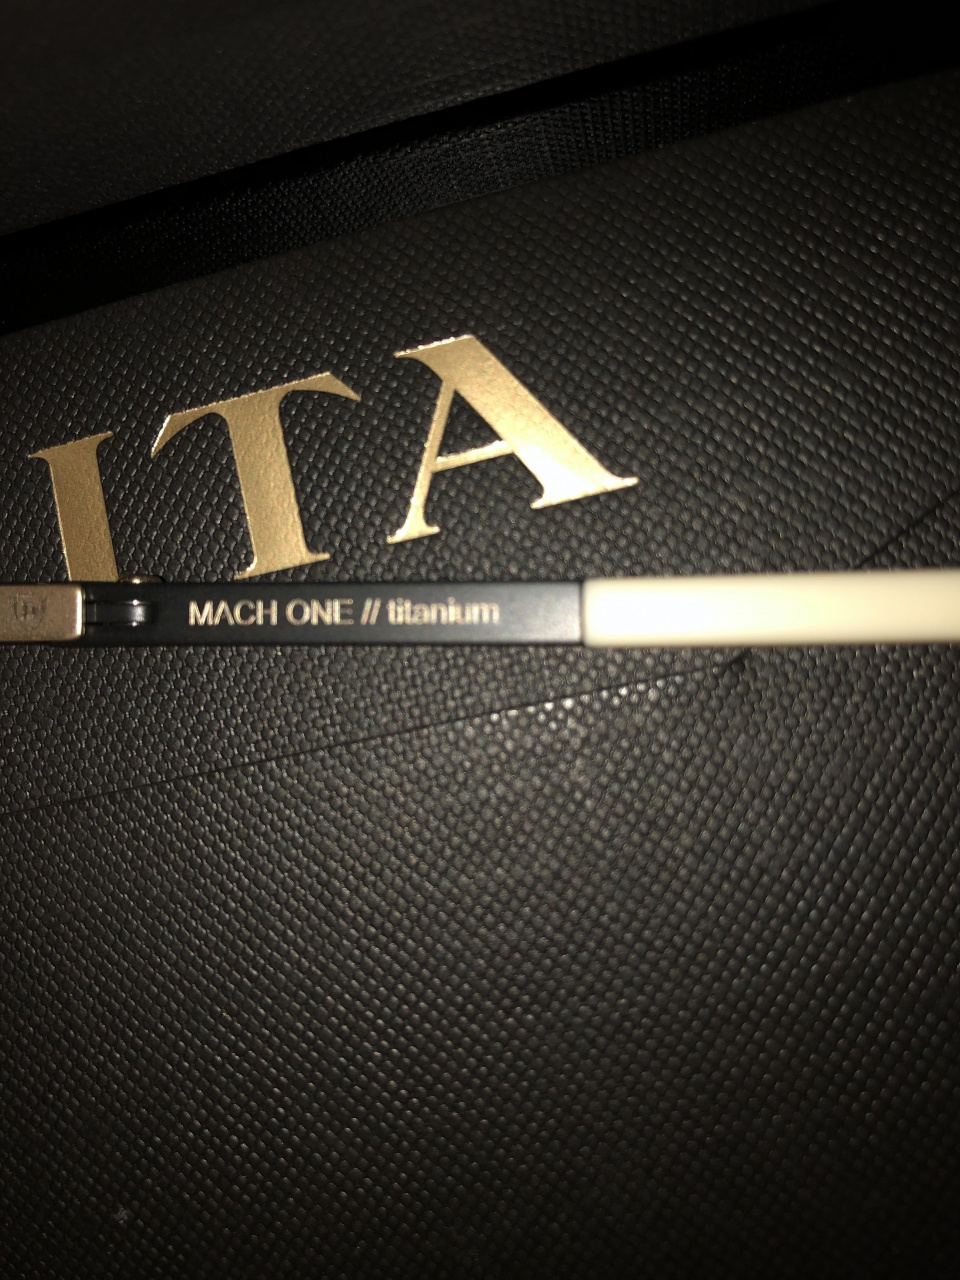 ITA
MACH ONE // titanium